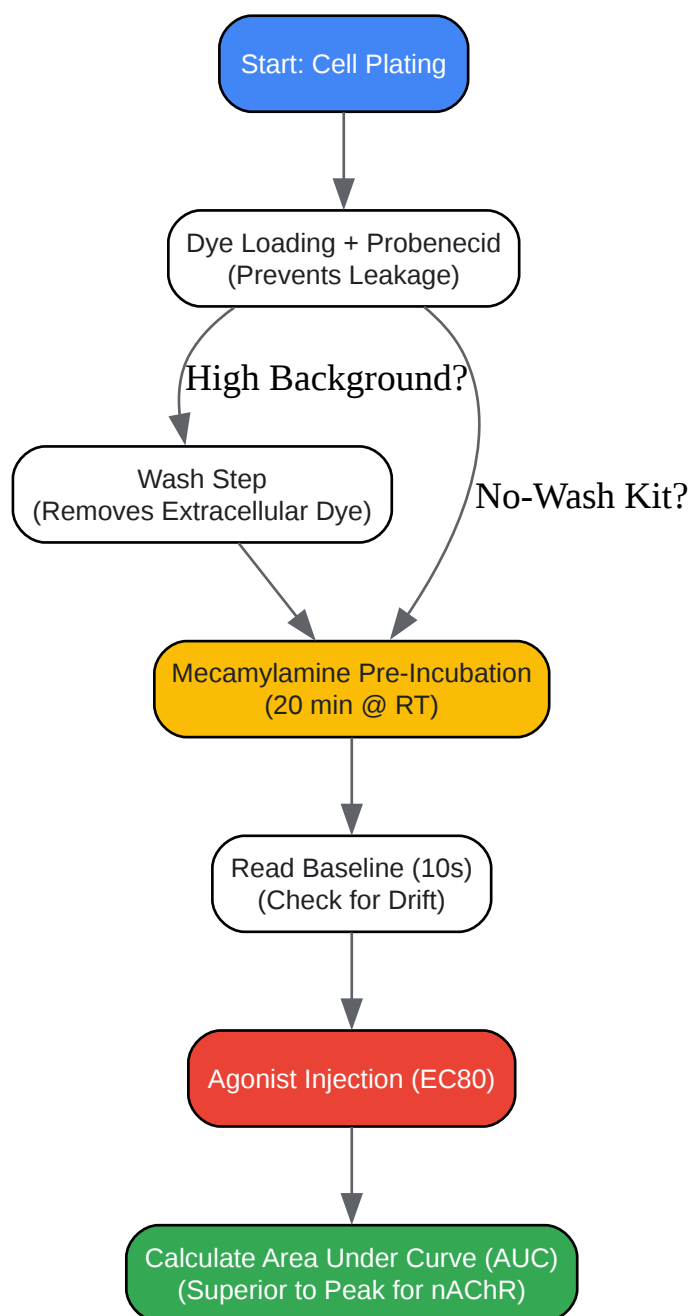 Start: Cell Plating
Dye Loading + Probenecid
(Prevents Leakage)
High Background?
Wash Step
(Removes Extracellular Dye)
No-Wash Kit?
Mecamylamine Pre-Incubation
(20 min @ RT)
Read Baseline (10s)
(Check for Drift)
Agonist Injection (EC80)
Calculate Area Under Curve (AUC)
(Superior to Peak for nAChR)